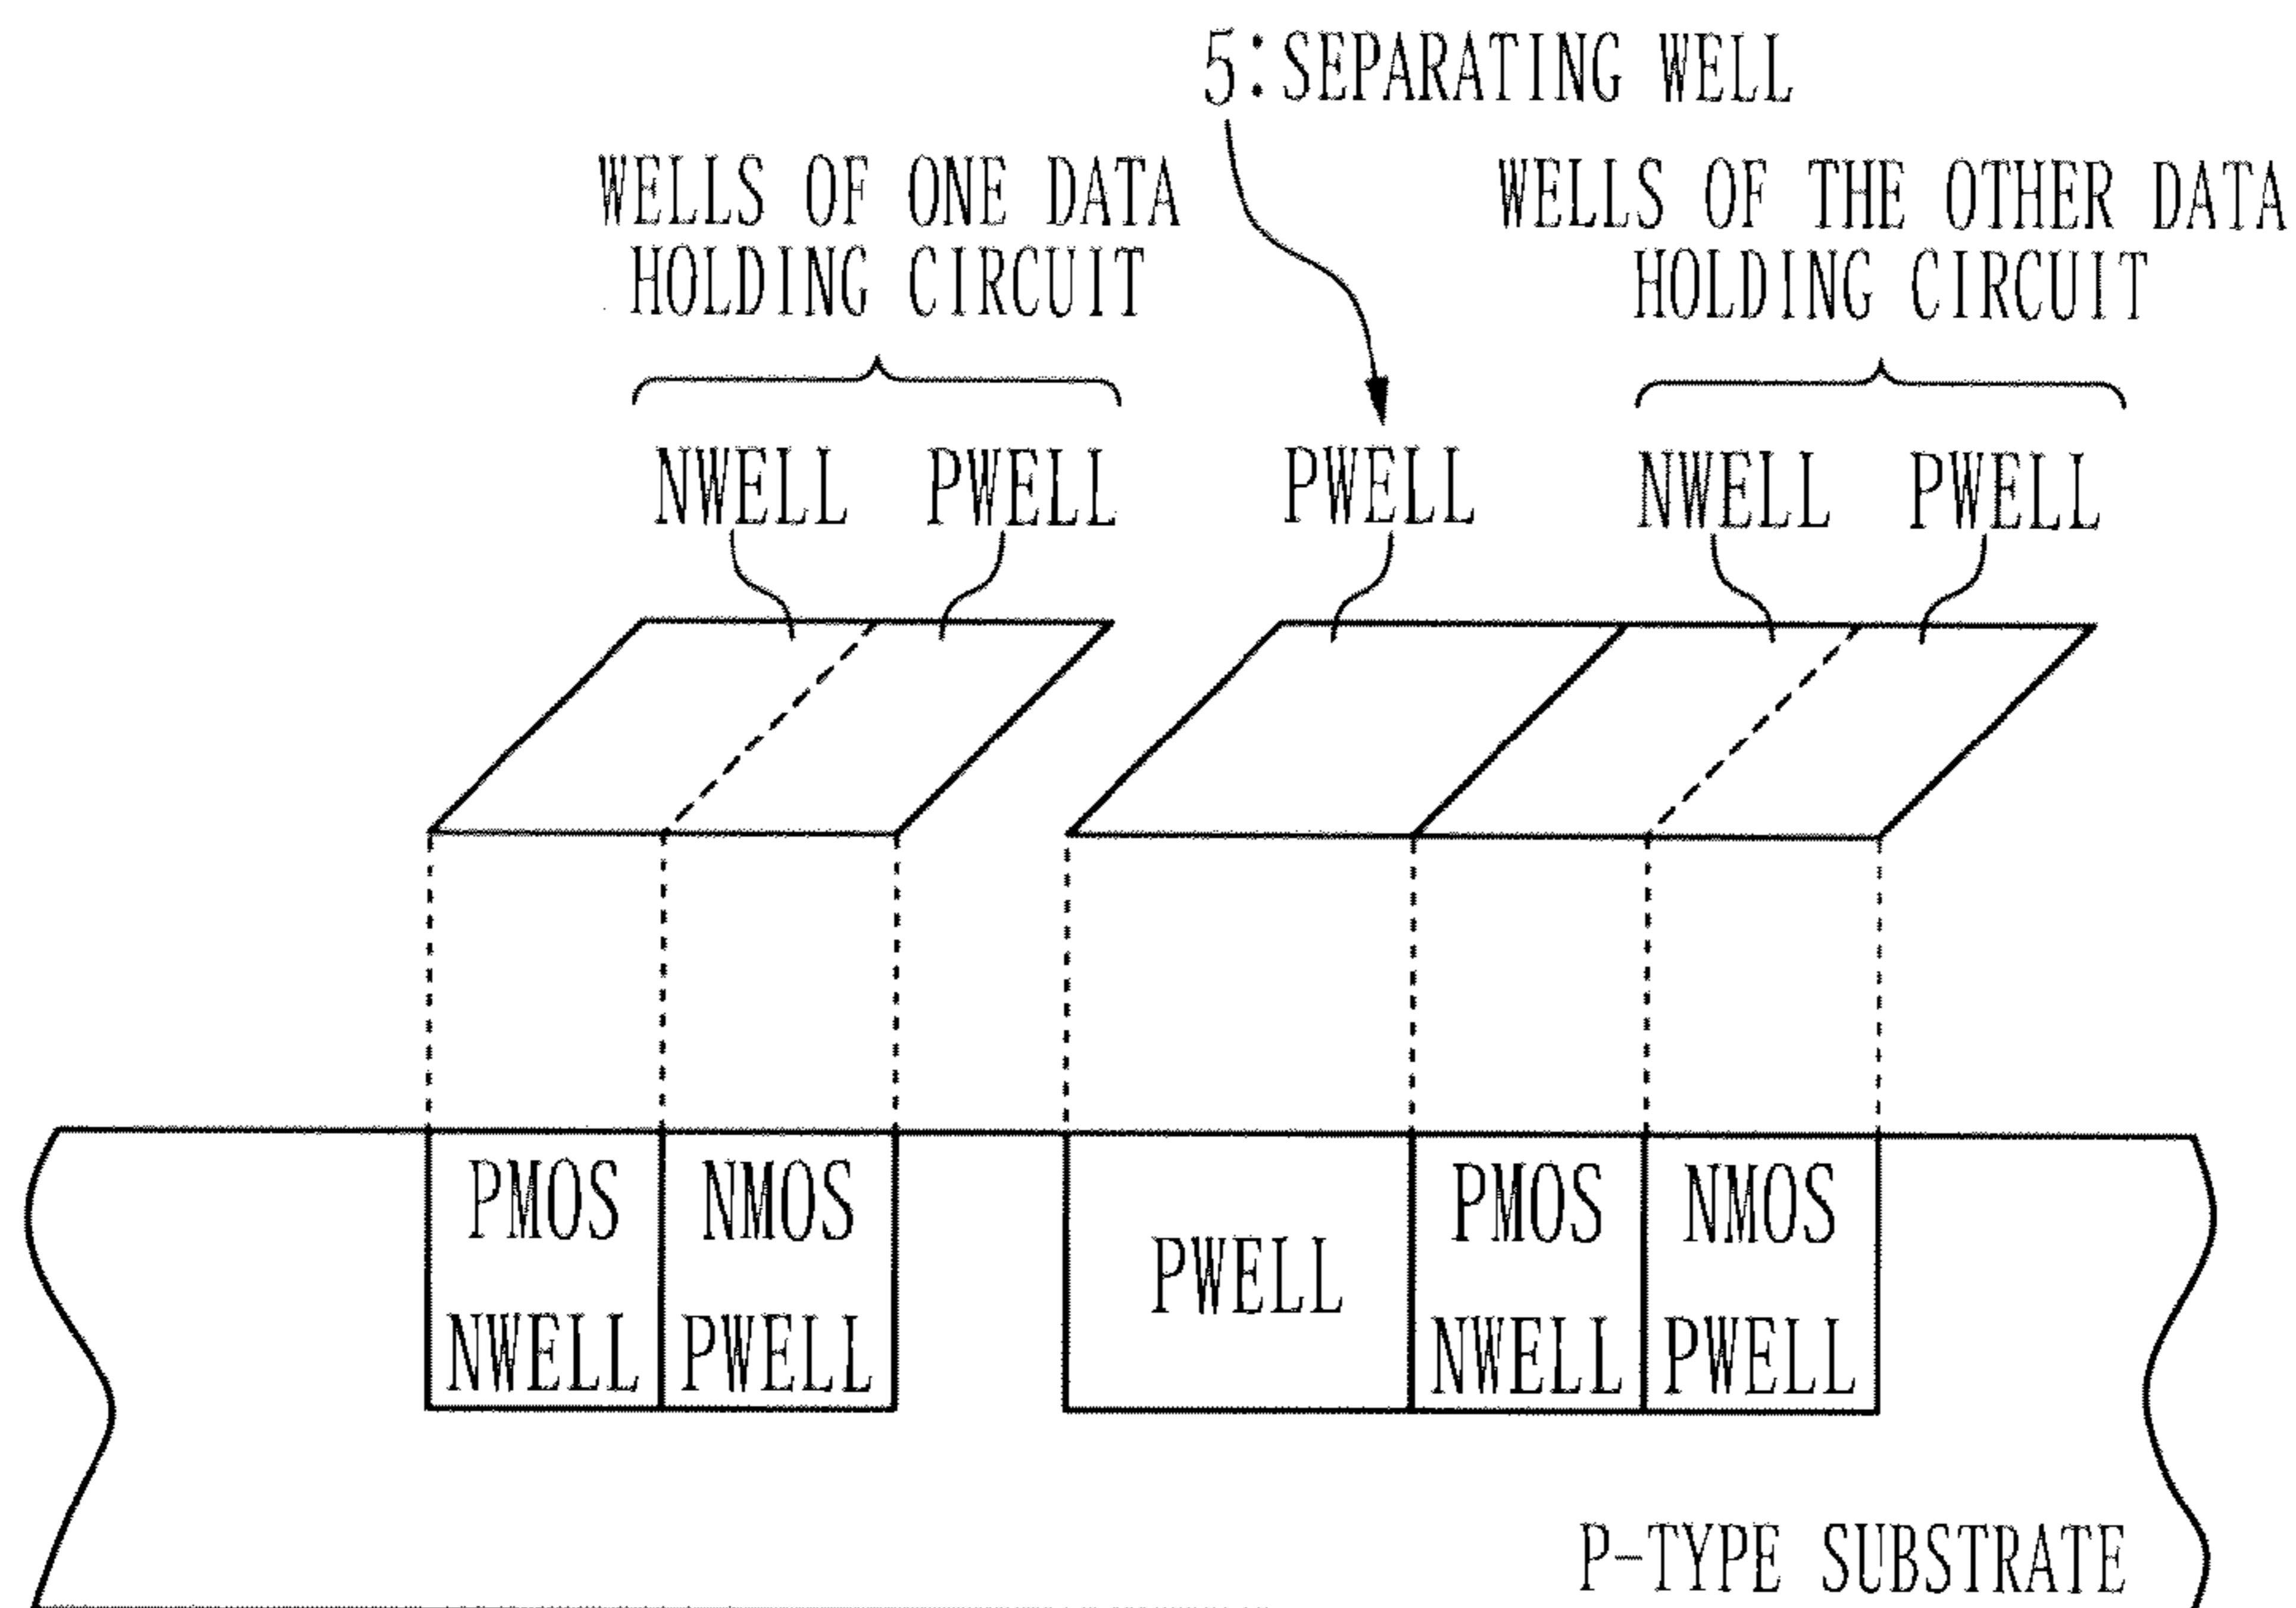 5:SEPARATING WELL
WELLS OF ONE DATA
HOLDING CIRCUIT
WELLS OF THE OTHER DATA
HOLDING CIRCUIT
NWELL PWELL PWELL NWELL PWELL
PMOS NMOS PMOS NMOS
PWELL
NWELL PWELL NWELL PWELL
P-TYPE SUBSTRATE